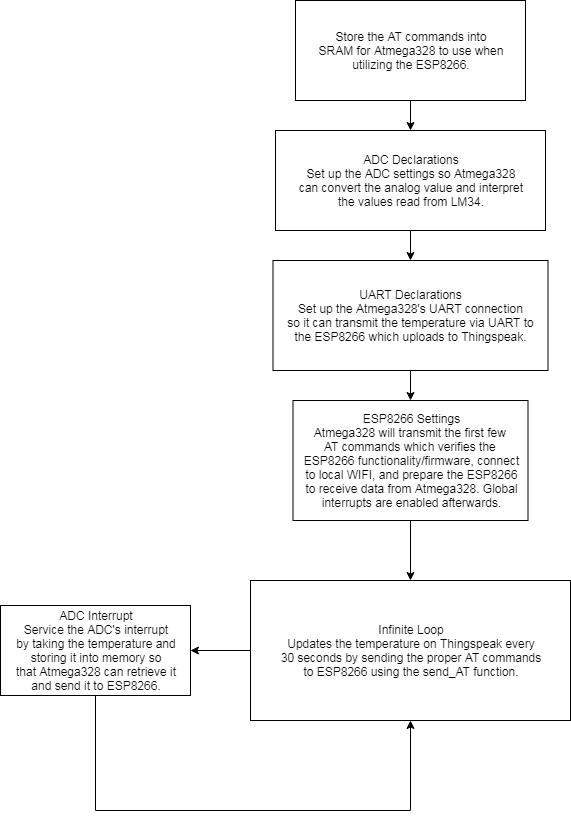 Store the AT commands into
SRAM for Atmega328 to use when
utilizing the ESP8266.
ADC Declarations
Set up the ADC settings so Atmega328
can convert the analog value and interpret
the values read from LM34.
UART Declarations
Set up the Atmega328's UART connection
so it can transmit the temperature via UART to
the ESP8266 which uploads to Thingspeak.
ESP8266 Settings
Atmega328 will transmit the first few
AT commands which verifies the
ESP8266 functionality/firmware, connect
to local WIFI, and prepare the ESP8266
to receive data from Atmega328. Global
interrupts are enabled afterwards.
Infinite Loop
Updates the temperature on Thingspeak every
30 seconds by sending the proper AT commands
to ESP8266 using the send_AT function.
ADC Interrupt
Service the ADC's interrupt
by taking the temperature and
storing it into memory so
that Atmega328 can retrieve it
and send it to ESP8266.